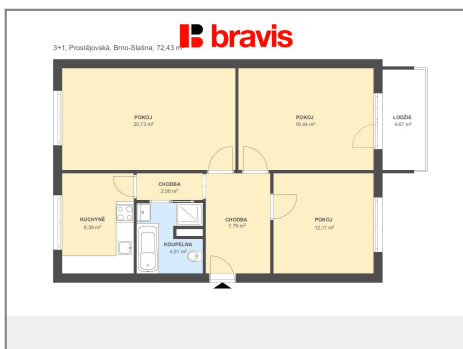 bravis
3+1, Prostějovská, Brno-Slatina, 72,43 m²
POKOJ
20,73 m²
POKOJ
16,44 m²
LODŽIE
4,67 m²
CHODBA
2,06 m²
KUCHYNĚ
8,39 m²
CHODBA
7,79 m²
POKOJ
12,11 m²
KOUPELNA
4,91 m²